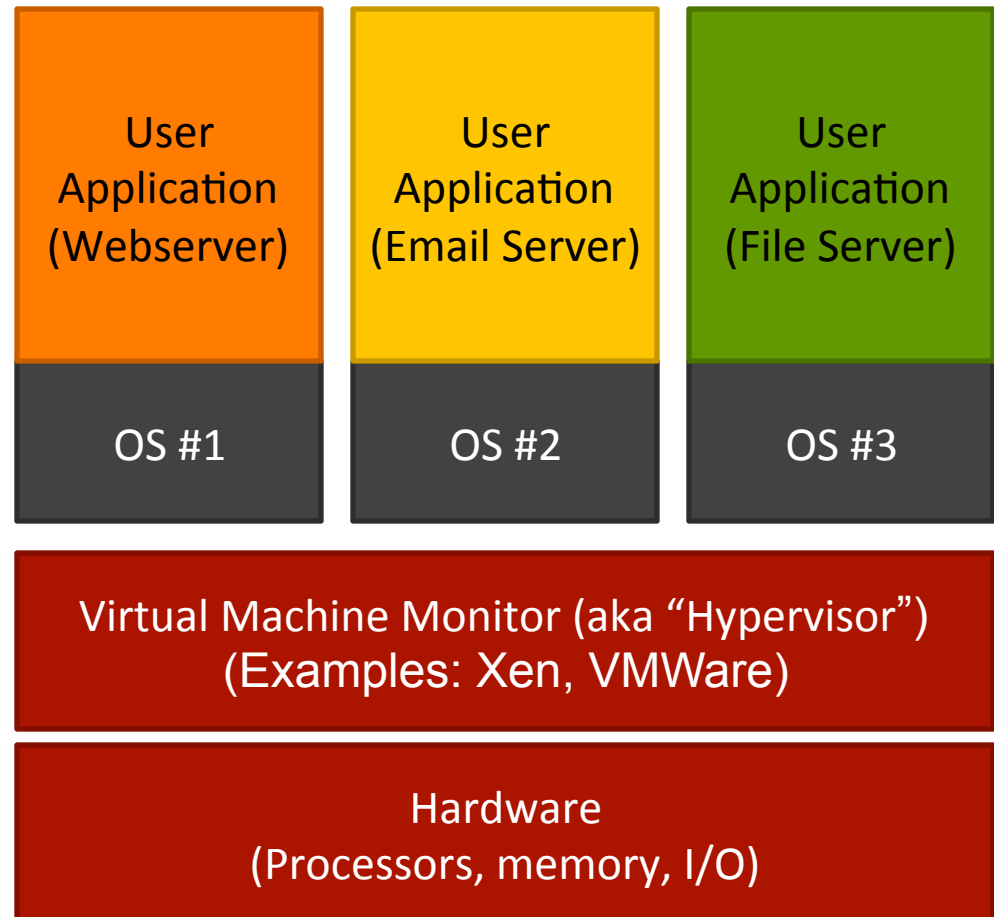 User
Application
(Webserver)
User
Application
(Email Server)
User
Application
(File Server)
OS #1
OS #2
OS #3
Virtual Machine Monitor (aka “Hypervisor”)
(Examples: Xen, VMWare)
Hardware
(Processors, memory, I/O)